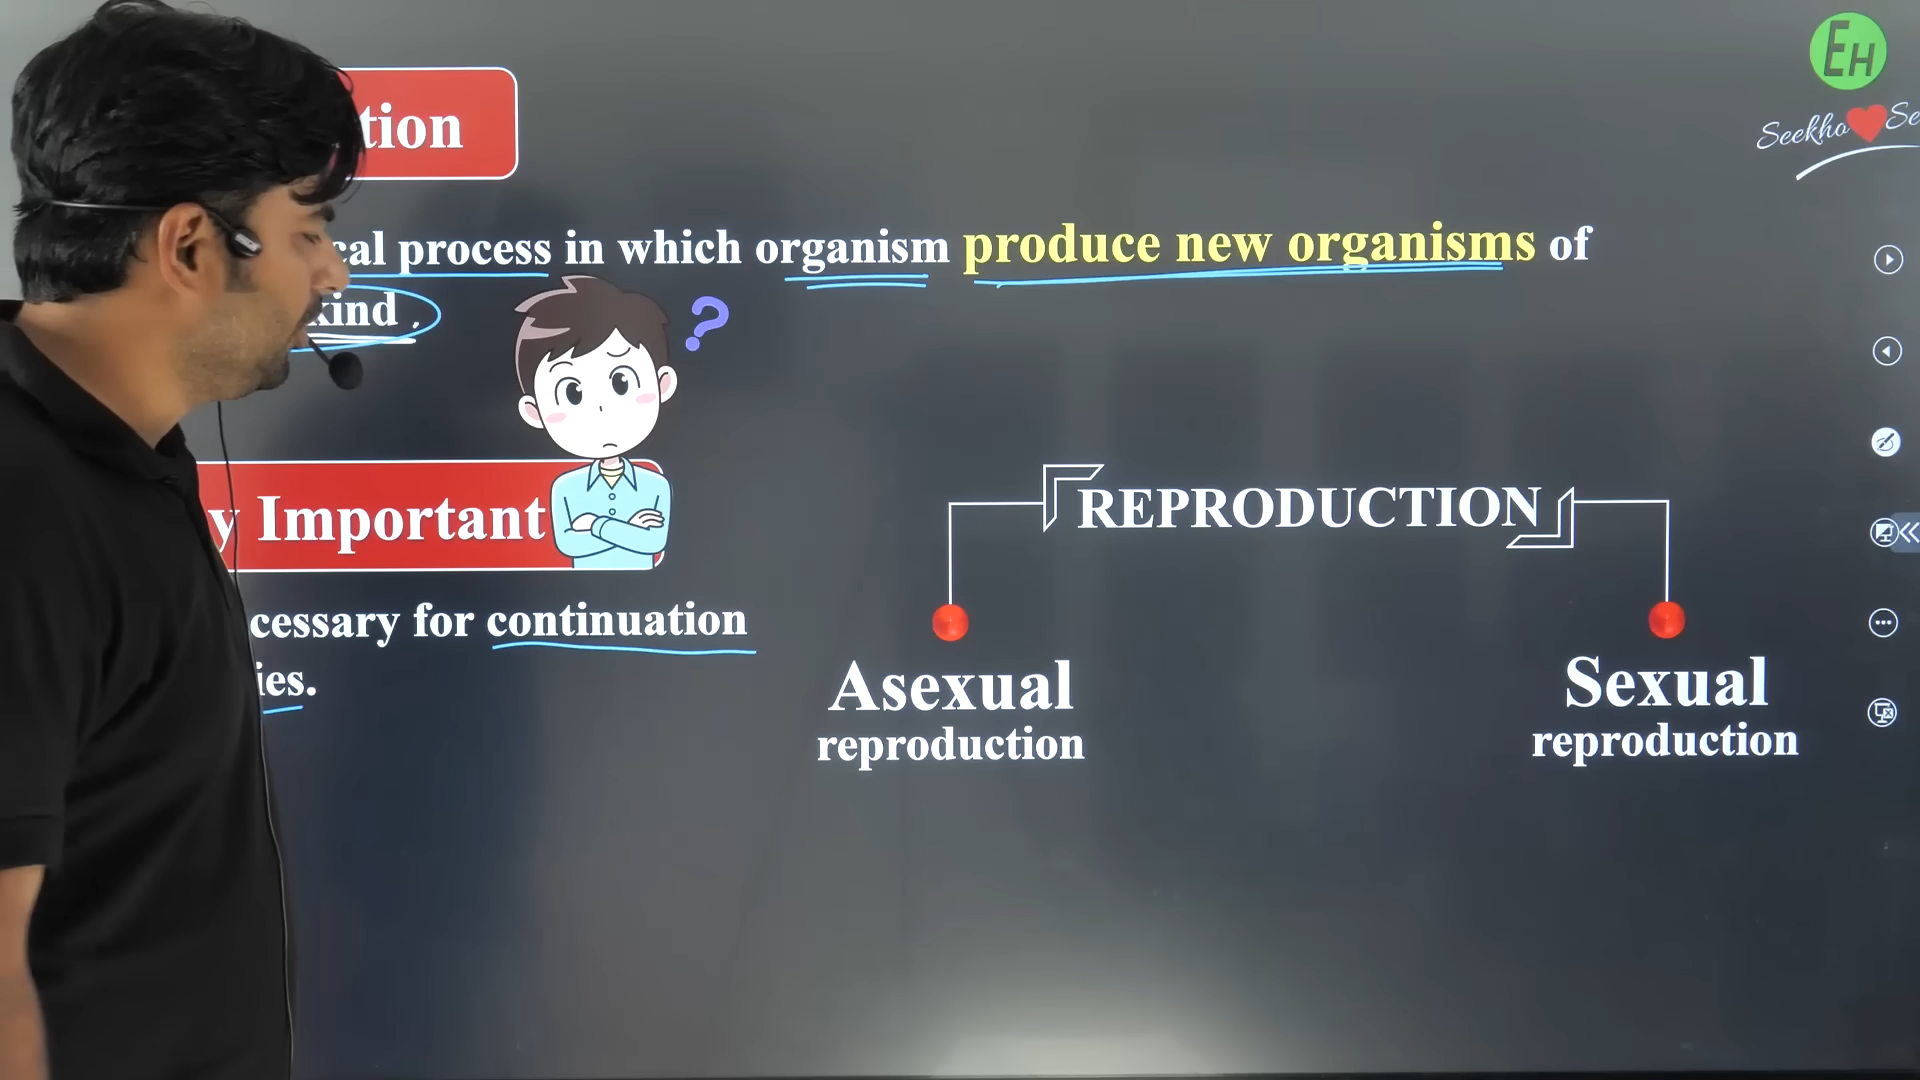 EH
Seekho
tion
cal process in which organism produce new organisms of
kind .
?
y Important
REPRODUCTION
cessary for continuation
ies.
Asexual
reproduction
Sexual
reproduction